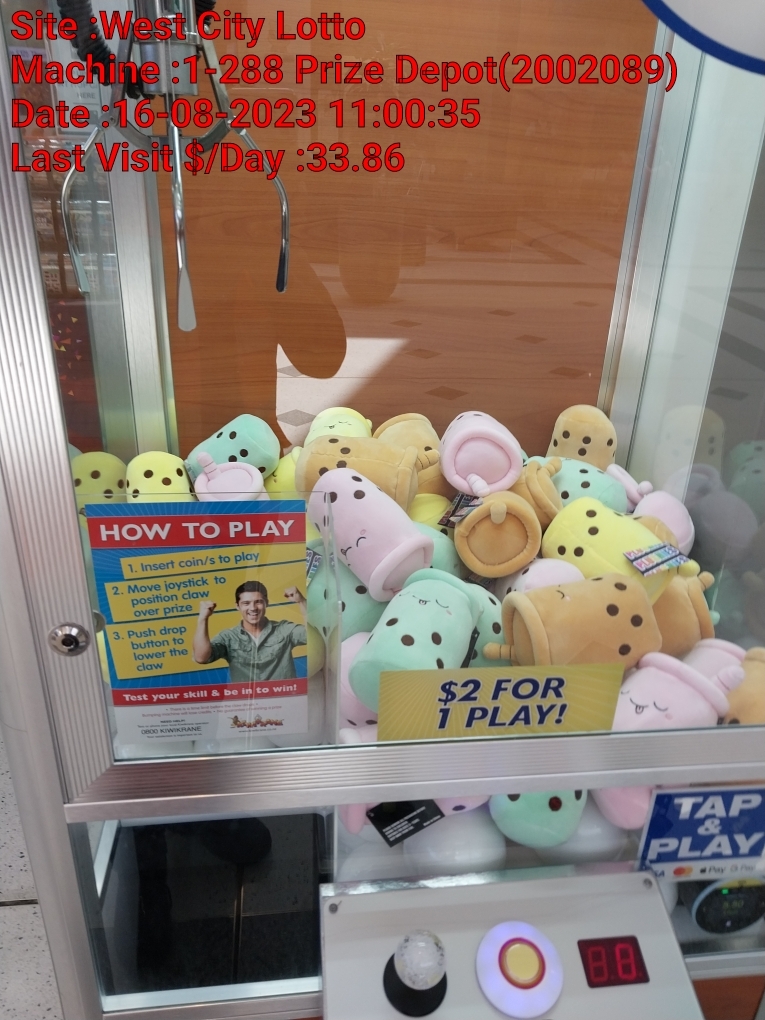 Site :West City Lotto
Machine :1-288 Prize Depot(2002089)
Date :16-08-2023 11:00:35
Last Visit $/Day :33.86
HOW TO PLAY
1. Insert coin/s to play
2. Move joystick to
position claw
over prize
3. Push drop
button to
lower the
claw
Test your skill & be in to win!
0800 KIWIKRANE
$2 FOR
1 PLAY!
TAP
&
PLAY
Pay G Pay